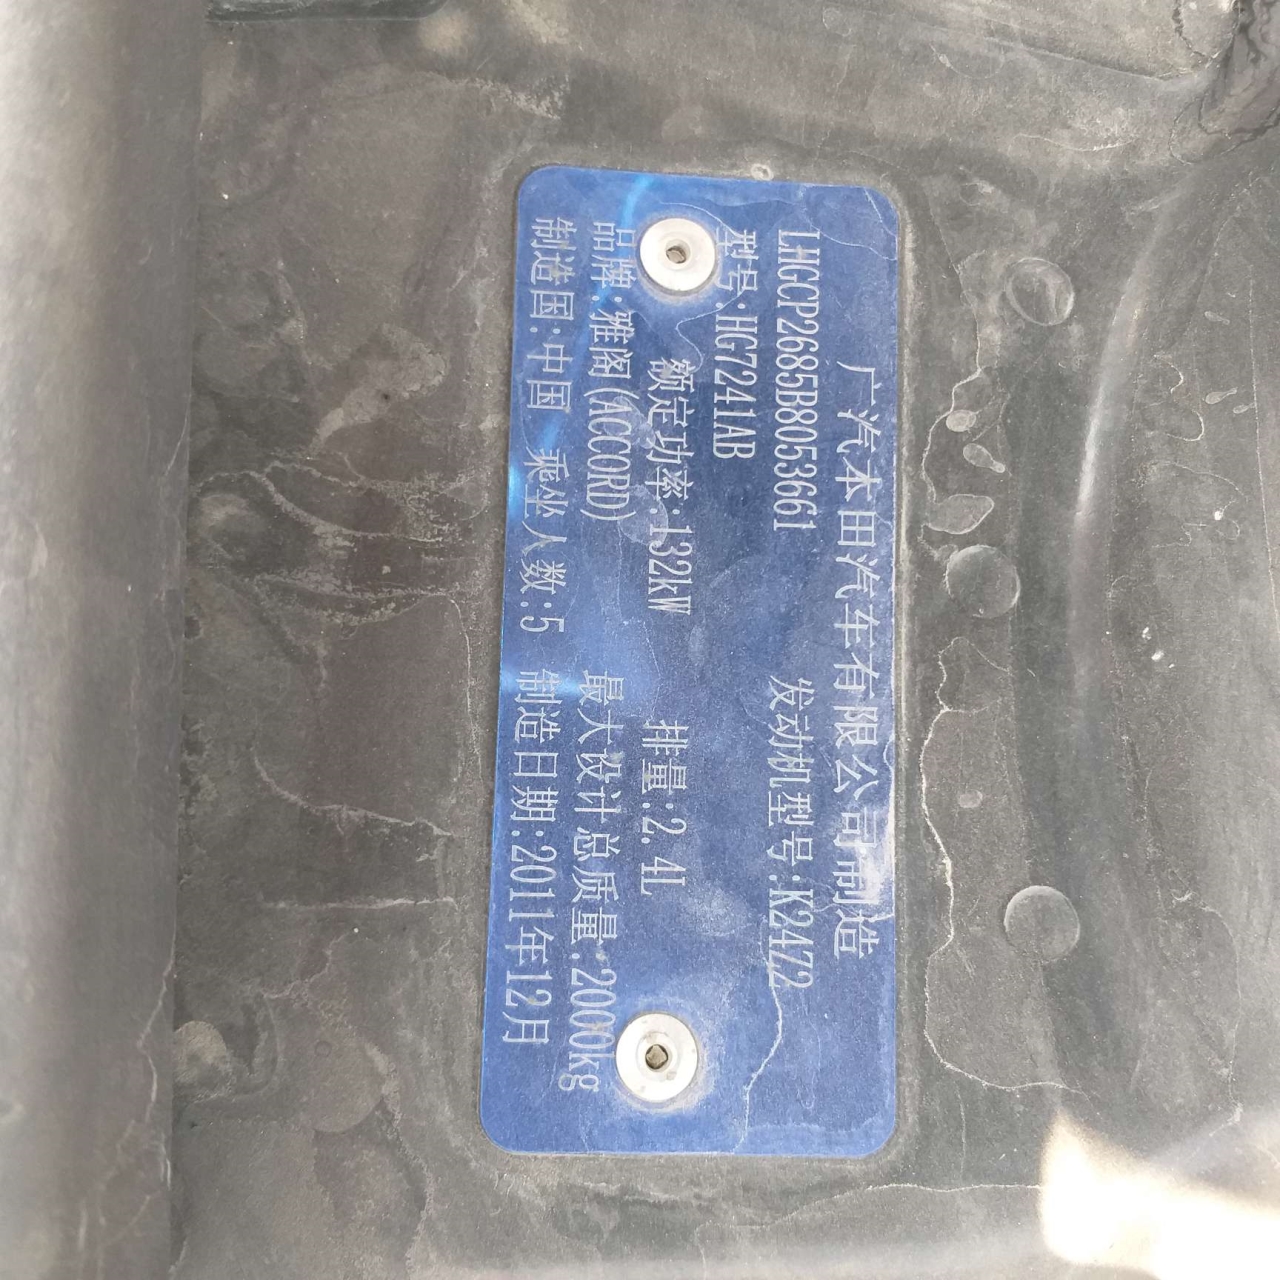 广汽本田汽车有限公司制造
LHGCP2685B8053661 发动机型号:K24Z2
型号:HG7241AB
额定功率:132kW 排量:2.4L
品牌:雅阁(ACCORD) 最大设计总质量:2000kg
制造国:中国 乘坐人数:5 制造日期:2011年12月